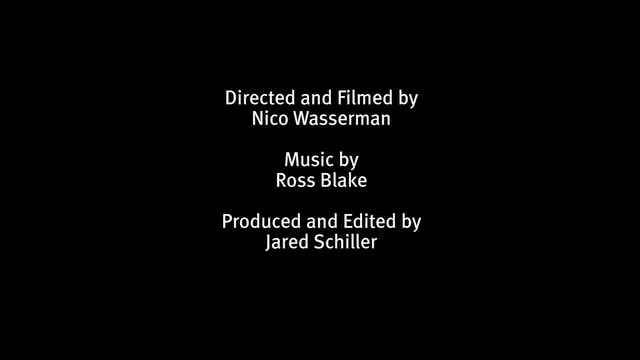 Directed and Filmed by
Nico Wasserman
Music by
Ross Blake
Produced and Edited by
Jared Schiller